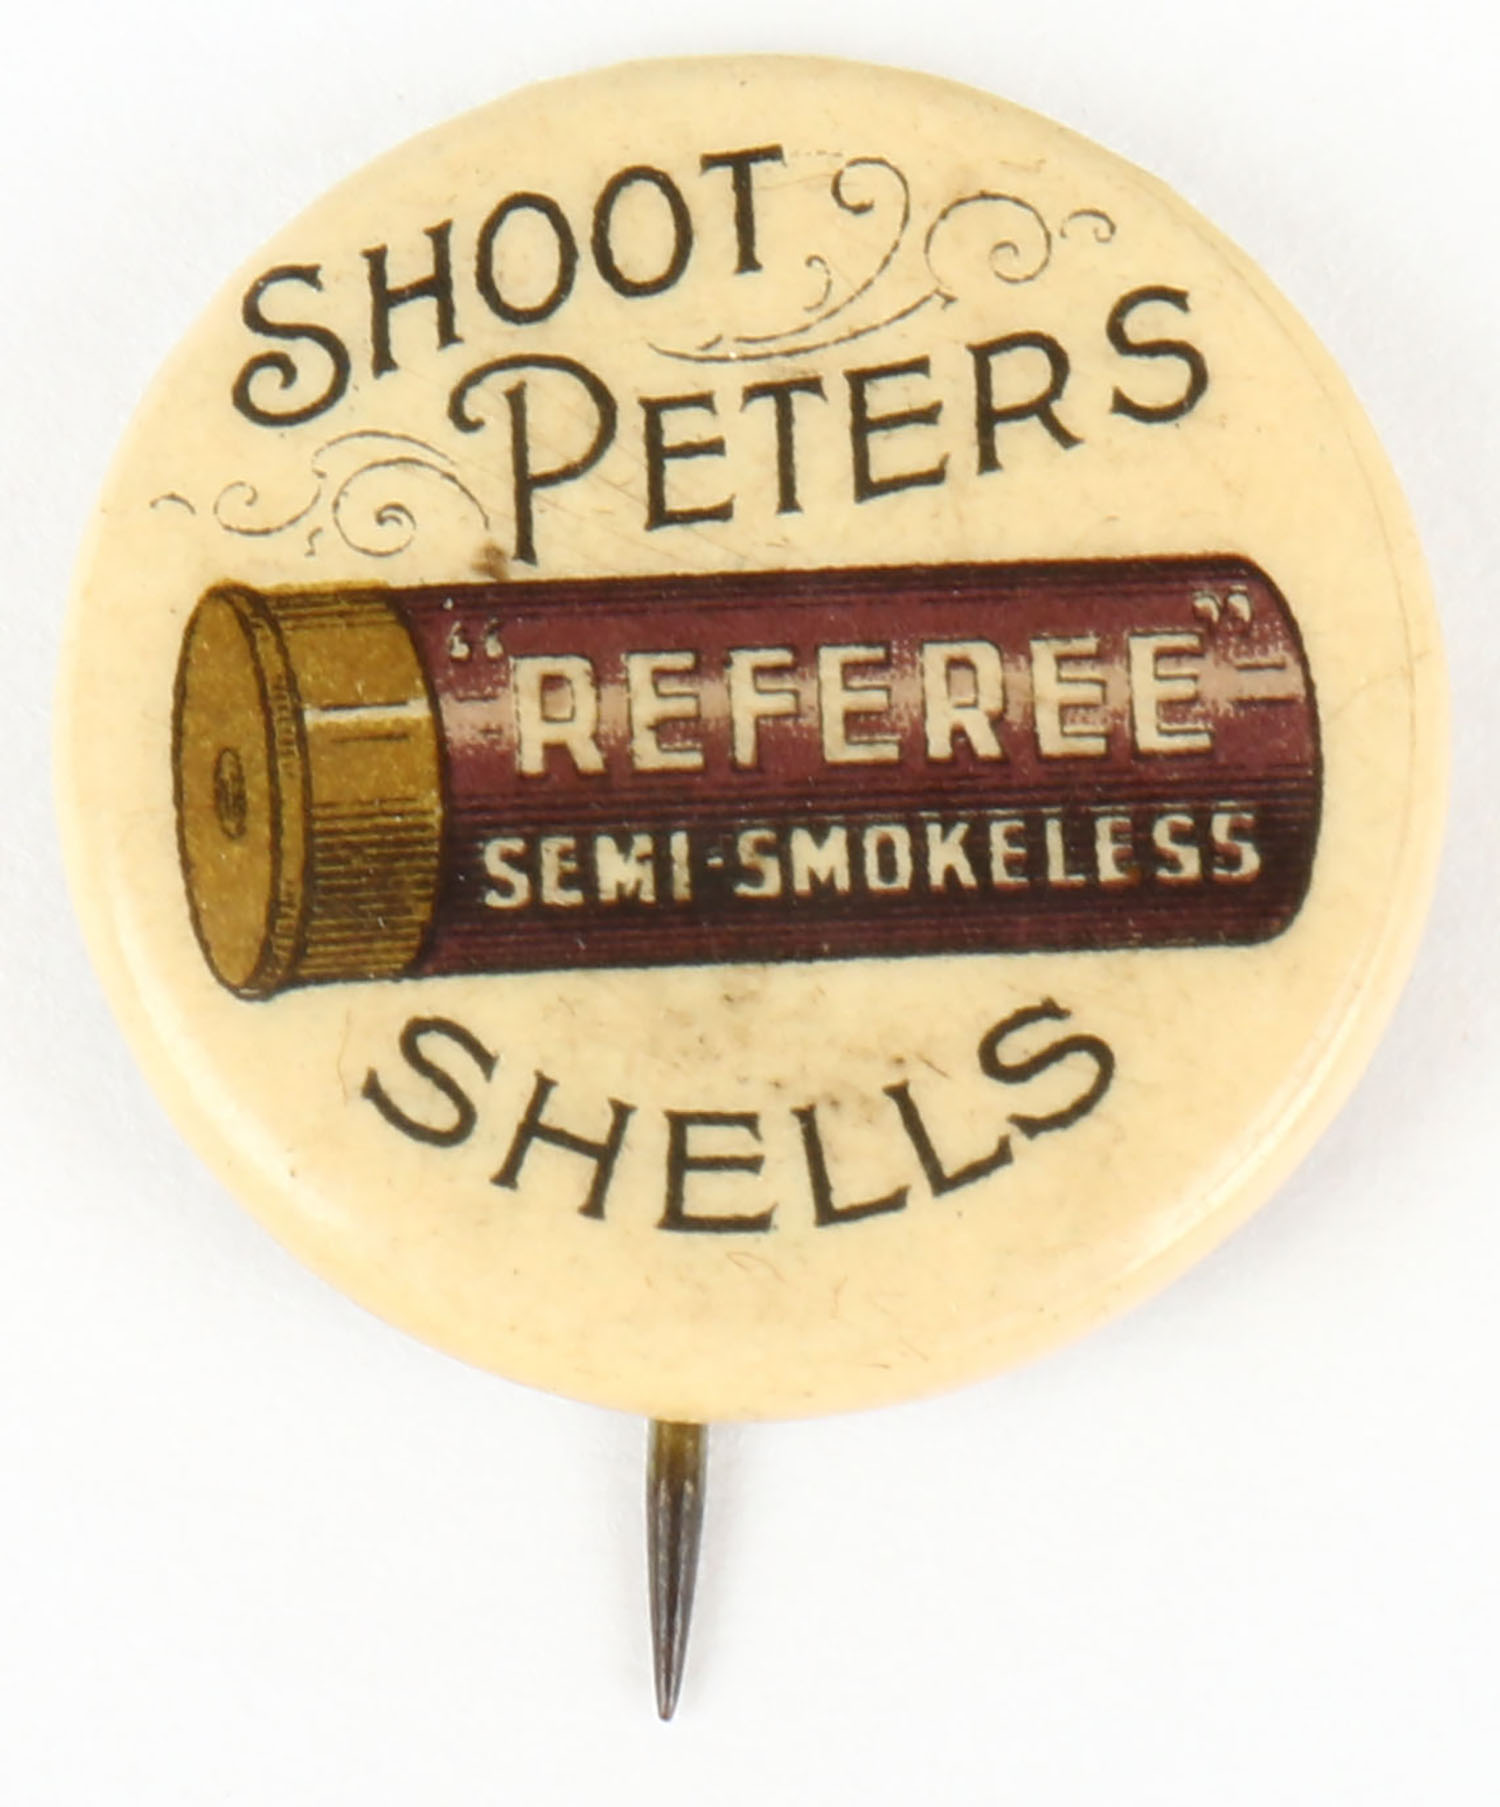 SHOOT
PETERS
“REFEREE”
SEMI-SMOKELESS
SHELLS